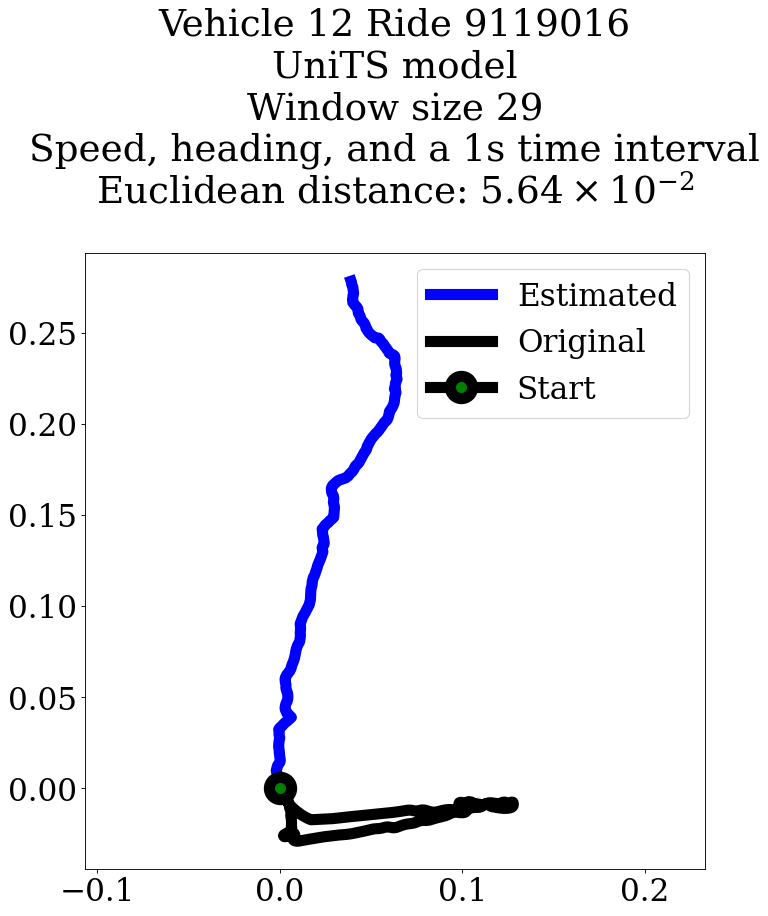 Vehicle 12 Ride 9119016
UniTS model
Window size 29
Speed, heading, and a 1s time interval
Euclidean distance: 5.64 × 10⁻²
Estimated
Original
Start
0.25
0.20
0.15
0.10
0.05
0.00
−0.1 0.0 0.1 0.2